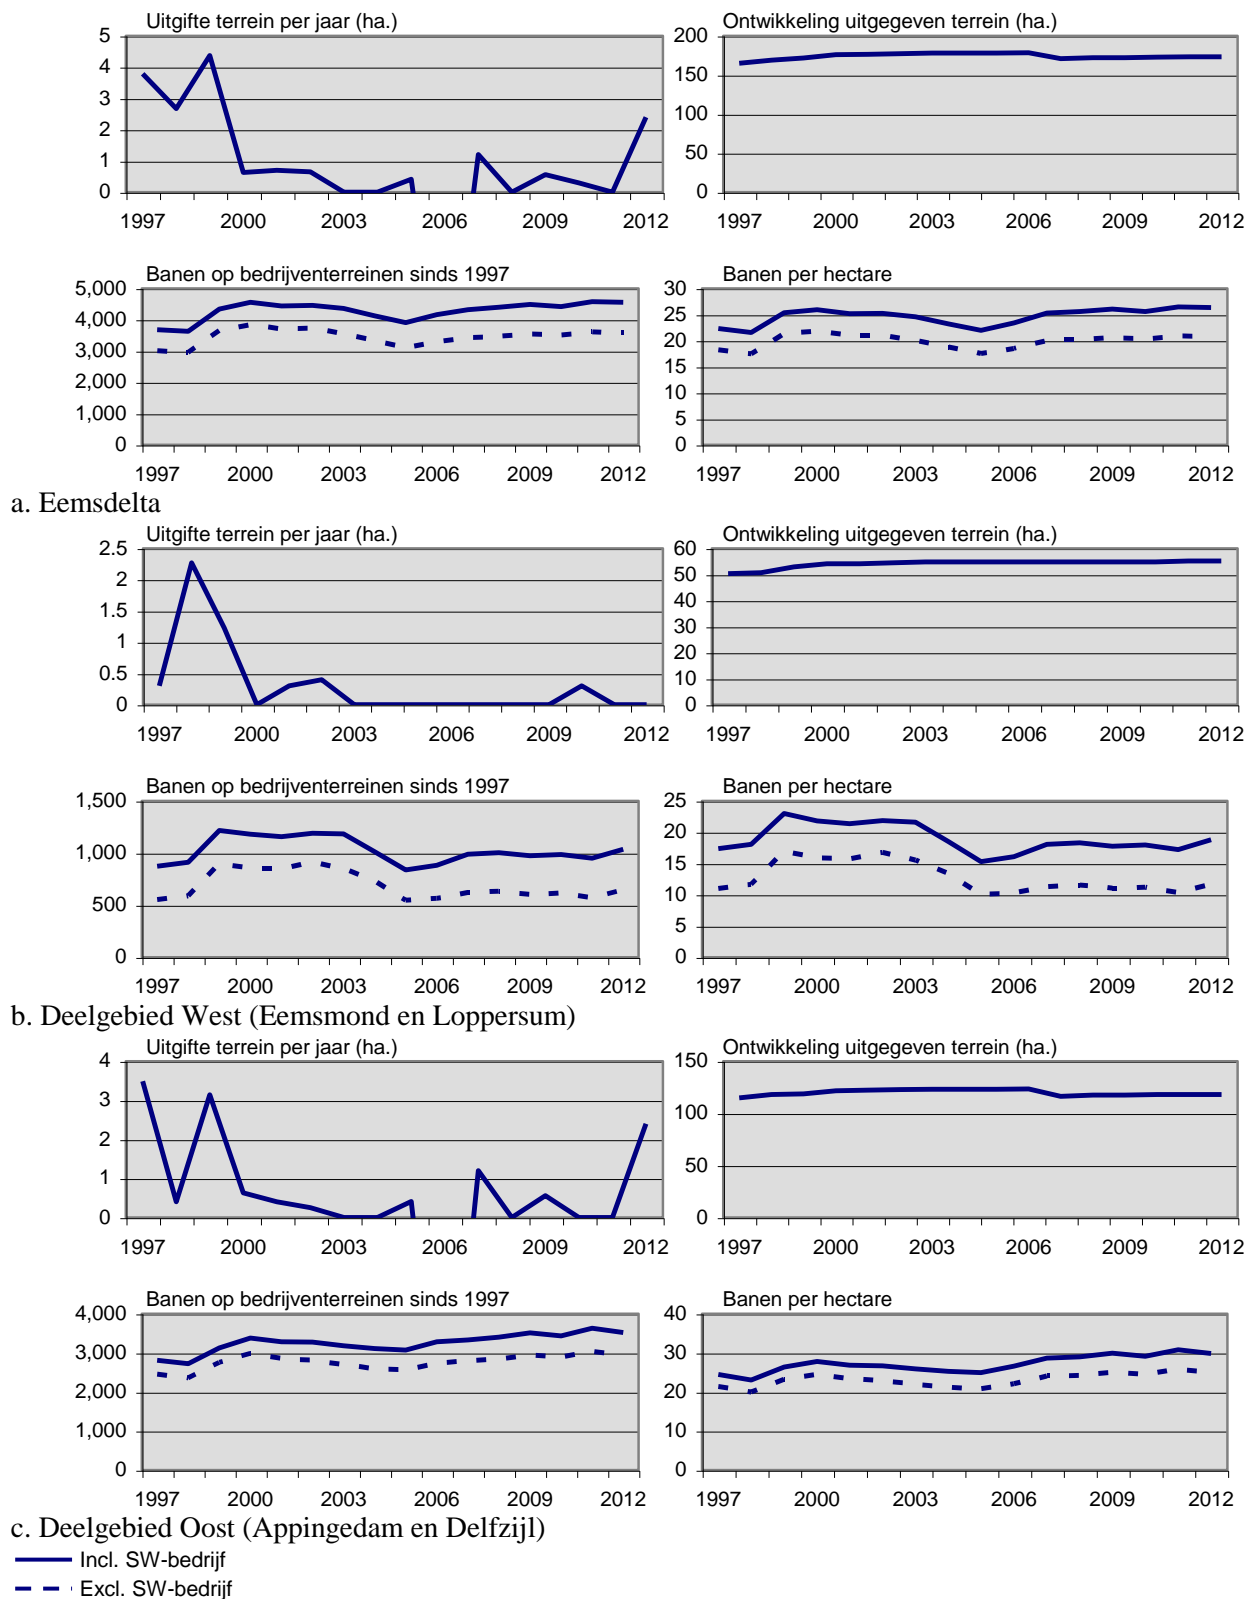 Uitgifte terrein per jaar (ha.)
5
4
3
2
1
0
1997 2000 2003 2006 2009 2012
Ontwikkeling uitgegeven terrein (ha.)
200
150
100
50
0
1997 2000 2003 2006 2009 2012
Banen op bedrijventerreinen sinds 1997
5,000
4,000
3,000
2,000
1,000
0
1997 2000 2003 2006 2009 2012
Banen per hectare
30
25
20
15
10
5
0
1997 2000 2003 2006 2009 2012
a. Eemsdelta
Uitgifte terrein per jaar (ha.)
2.5
2
1.5
1
0.5
0
1997 2000 2003 2006 2009 2012
Ontwikkeling uitgegeven terrein (ha.)
60
50
40
30
20
10
0
1997 2000 2003 2006 2009 2012
Banen op bedrijventerreinen sinds 1997
1,500
1,000
500
0
1997 2000 2003 2006 2009 2012
Banen per hectare
25
20
15
10
5
0
1997 2000 2003 2006 2009 2012
b. Deelgebied West (Eemsmond en Loppersum)
Uitgifte terrein per jaar (ha.)
4
3
2
1
0
1997 2000 2003 2006 2009 2012
Ontwikkeling uitgegeven terrein (ha.)
150
100
50
0
1997 2000 2003 2006 2009 2012
Banen op bedrijventerreinen sinds 1997
4,000
3,000
2,000
1,000
0
1997 2000 2003 2006 2009 2012
Banen per hectare
40
30
20
10
0
1997 2000 2003 2006 2009 2012
c. Deelgebied Oost (Appingedam en Delfzijl)
Incl. SW-bedrijf
Excl. SW-bedrijf